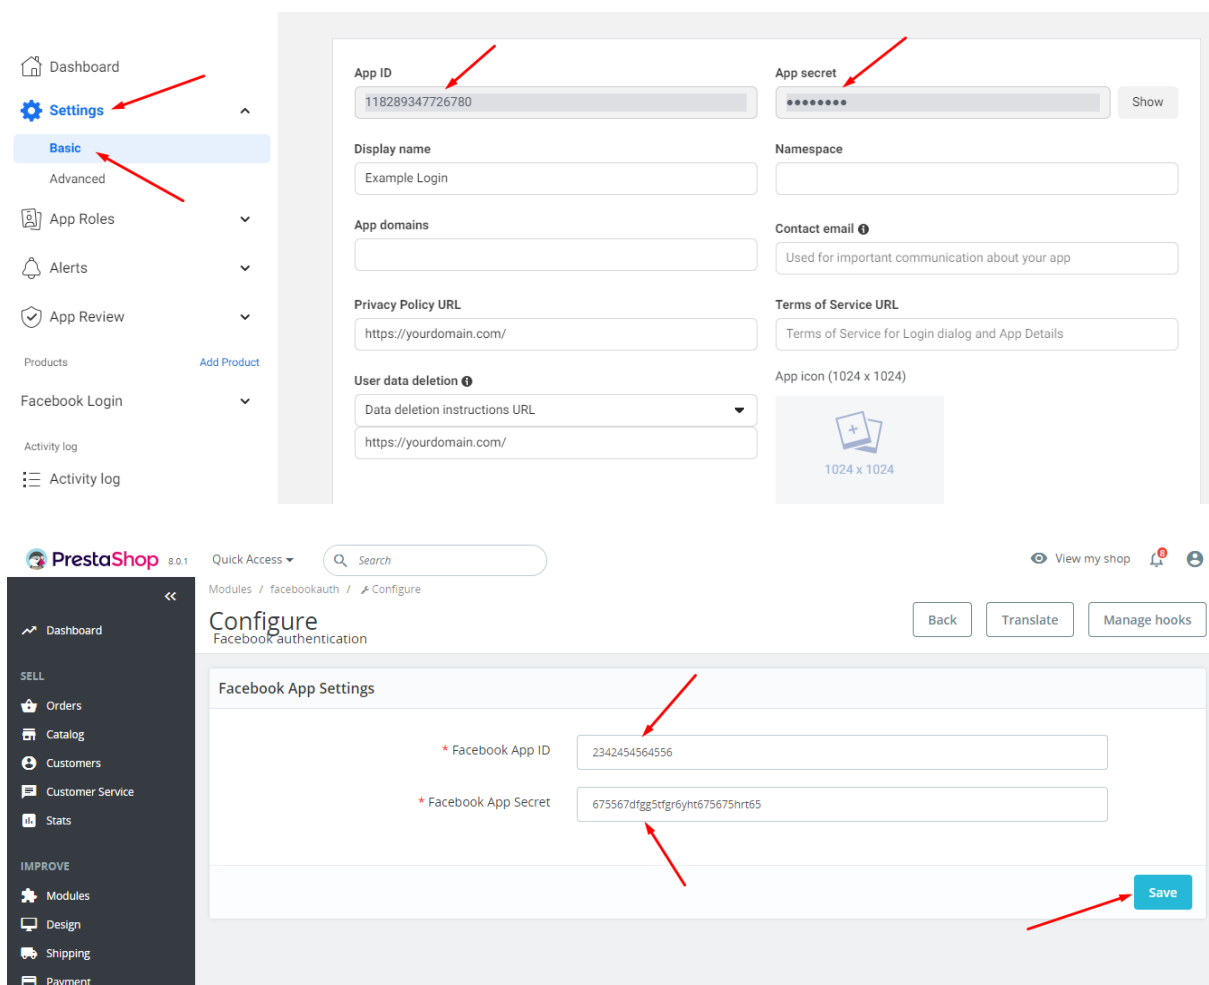 Dashboard
Settings
Basic
Advanced
App Roles
Alerts
App Review
Products Add Product
Facebook Login
Activity log
Activity log
App ID
118289347726780
App secret
•••••••• Show
Display name
Example Login
Namespace
App domains
Contact email
Used for important communication about your app
Privacy Policy URL
https://yourdomain.com/
Terms of Service URL
Terms of Service for Login dialog and App Details
User data deletion
Data deletion instructions URL
https://yourdomain.com/
App icon (1024 x 1024)
1024 x 1024
PrestaShop 8.0.1 Quick Access Search View my shop 8
Modules / facebookauth / Configure
Configure
Facebook authentication
Back Translate Manage hooks
Dashboard
SELL
Orders
Catalog
Customers
Customer Service
Stats
IMPROVE
Modules
Design
Shipping
Payment
Facebook App Settings
* Facebook App ID 2342454564556
* Facebook App Secret 675567dfgg5tfgr6yht675675hrt65
Save